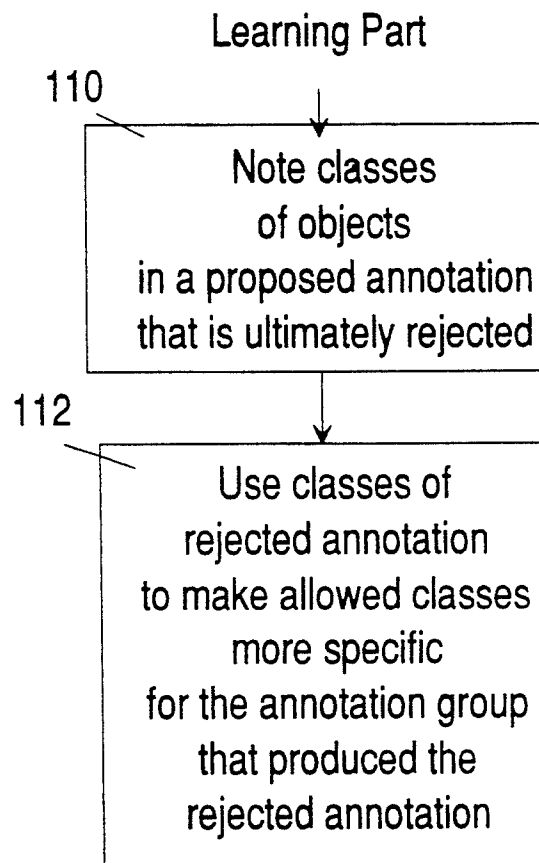 Learning Part
110
Note classes
of objects
in a proposed annotation
that is ultimately rejected
112
Use classes of
rejected annotation
to make allowed classes
more specific
for the annotation group
that produced the
rejected annotation